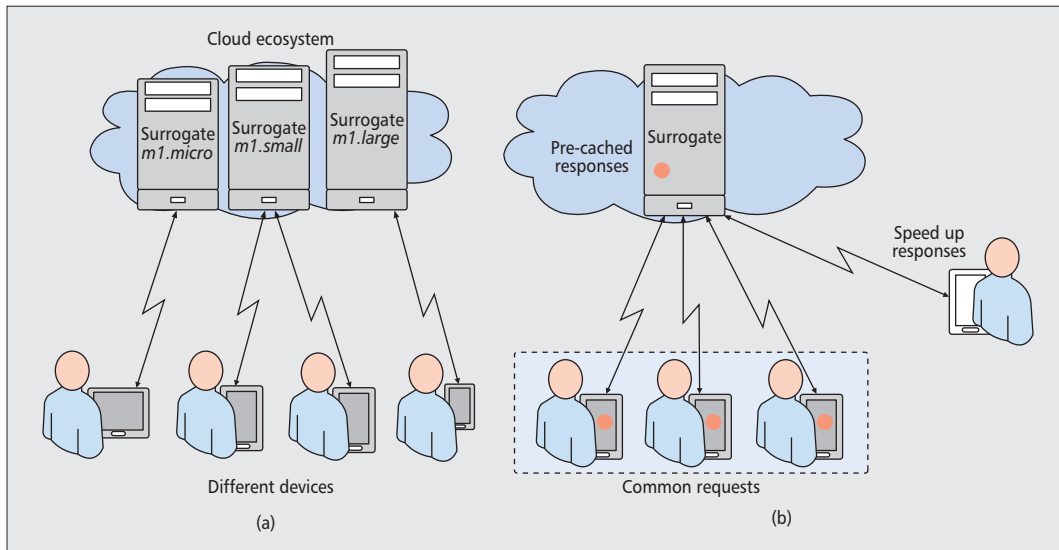 Cloud ecosystem
Surrogate
m1.micro
Surrogate
m1.small
Surrogate
m1.large
Different devices
(a)
Pre-cached
responses
Surrogate
Speed up
responses
Common requests
(b)